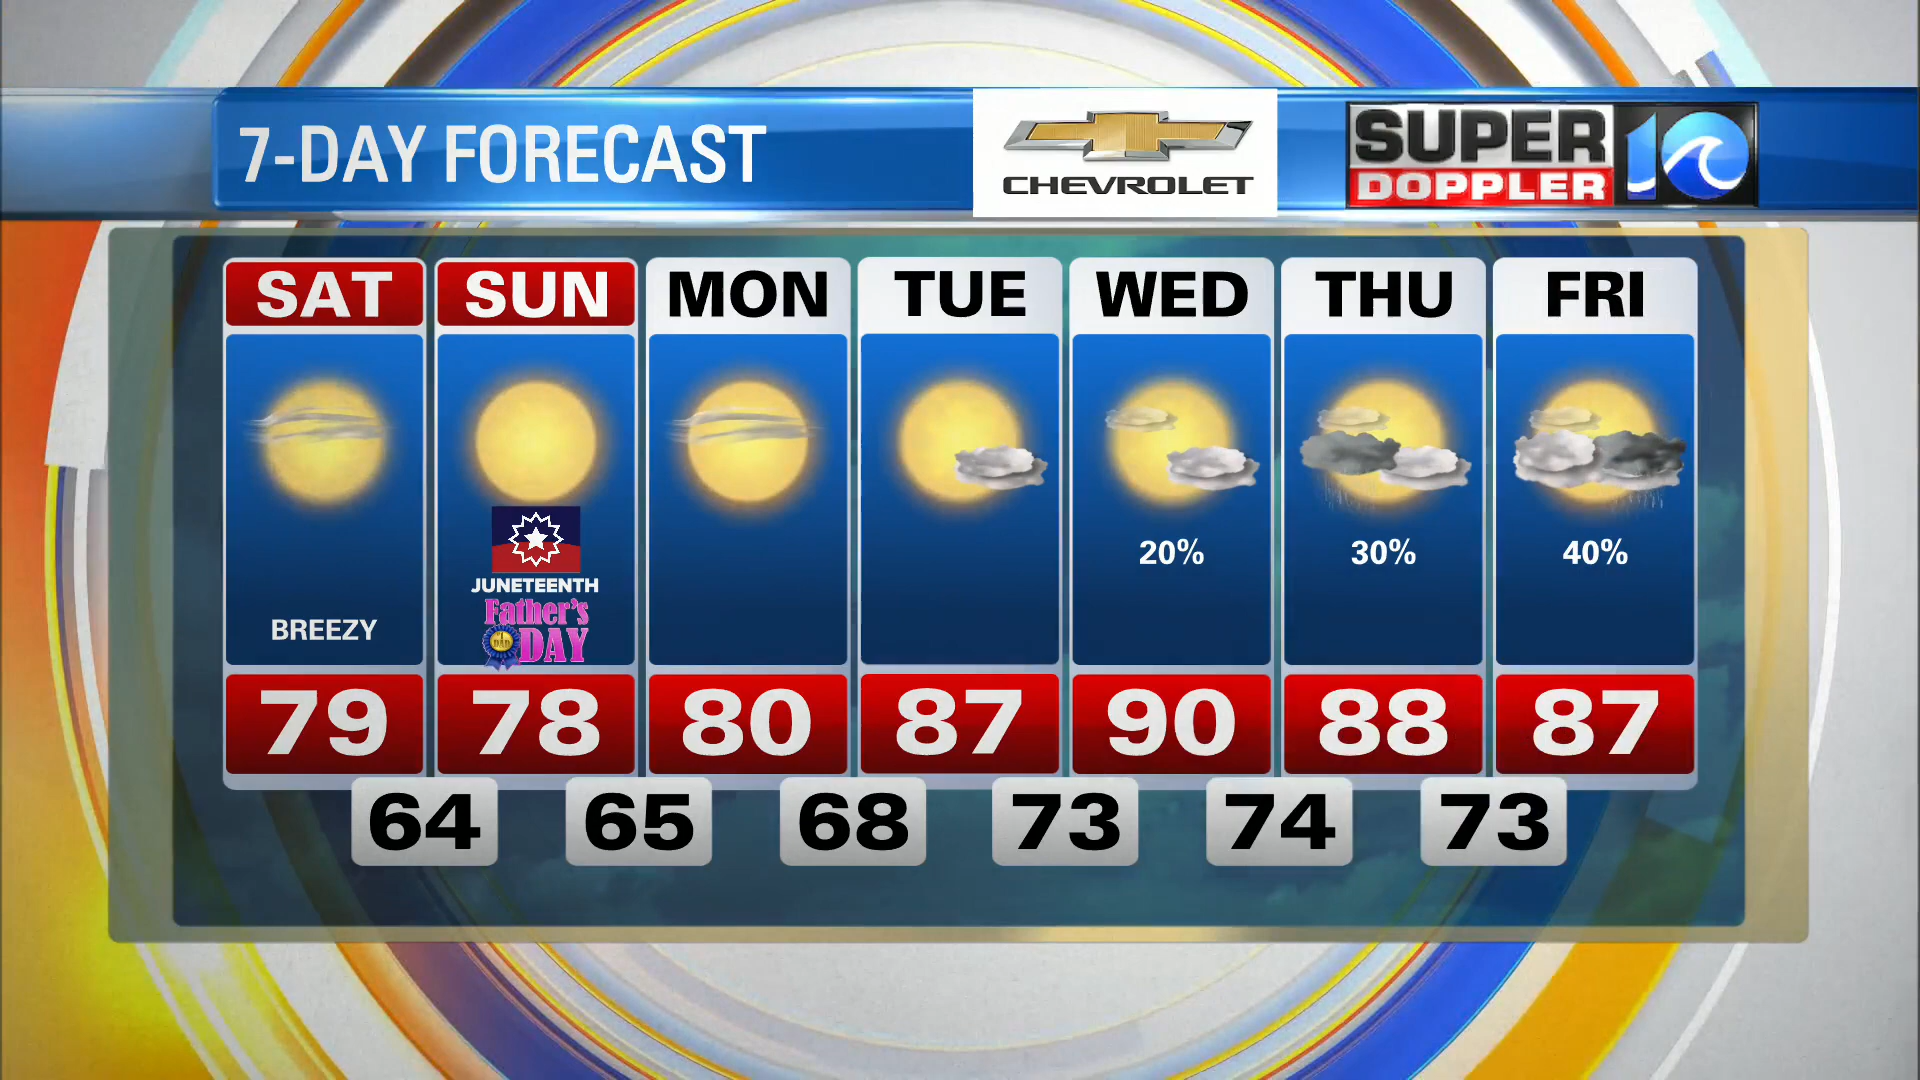 7-DAY FORECAST
CHEVROLET
SUPER
DOPPLER
10
SAT
SUN
MON
TUE
WED
THU
FRI
20%
30%
40%
JUNETEENTH
BREEZY
Father's
DAY
79
78
80
87
90
88
87
64
65
68
73
74
73